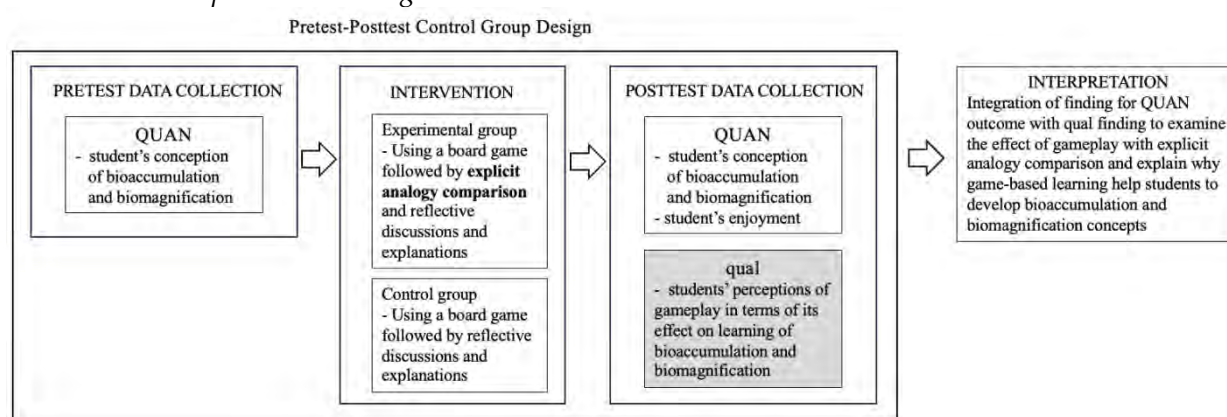 Pretest-Posttest Control Group Design
PRETEST DATA COLLECTION
QUAN
- student's conception
of bioaccumulation
and biomagnification
INTERVENTION
Experimental group
- Using a board game
followed by explicit
analogy comparison
and reflective
discussions and
explanations
Control group
- Using a board game
followed by reflective
discussions and
explanations
POSTTEST DATA COLLECTION
QUAN
- student's conception
of bioaccumulation
and biomagnification
- student's enjoyment
qual
- students' perceptions of
gameplay in terms of its
effect on learning of
bioaccumulation and
biomagnification
INTERPRETATION
Integration of finding for QUAN
outcome with qual finding to examine
the effect of gameplay with explicit
analogy comparison and explain why
game-based learning help students to
develop bioaccumulation and
biomagnification concepts